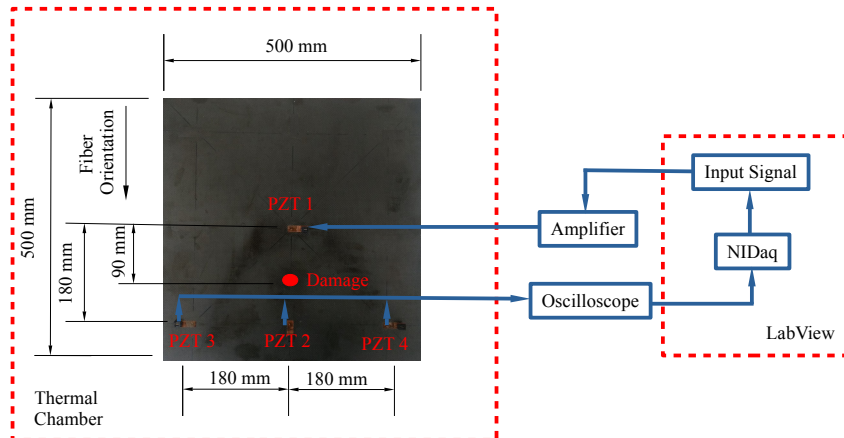 500 mm
Fiber
Orientation
500 mm
PZT 1
180 mm
90 mm
Damage
PZT 3
PZT 2
PZT 4
180 mm
180 mm
Thermal
Chamber
Input Signal
Amplifier
NIDaq
Oscilloscope
LabView